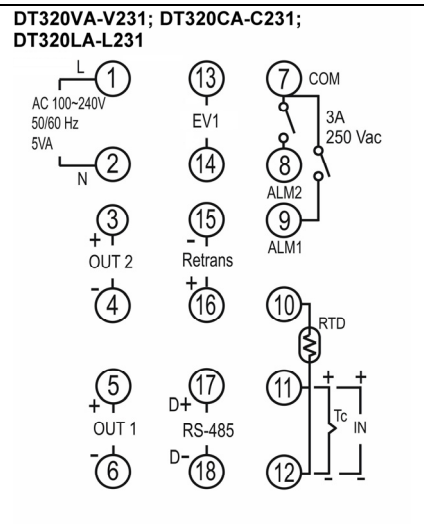 DT320VA-V231; DT320CA-C231;
DT320LA-L231
L
1
13
7
COM
AC 100~240V
50/60 Hz
5VA
EV1
3A
250 Vac
N
2
14
8
ALM2
3
15
9
+
-
ALM1
OUT 2
Retrans
-
+
4
16
10
RTD
5
17
11
+
+
+
D+
OUT 1
RS-485
Tc
IN
-
D-
6
18
12
-
-